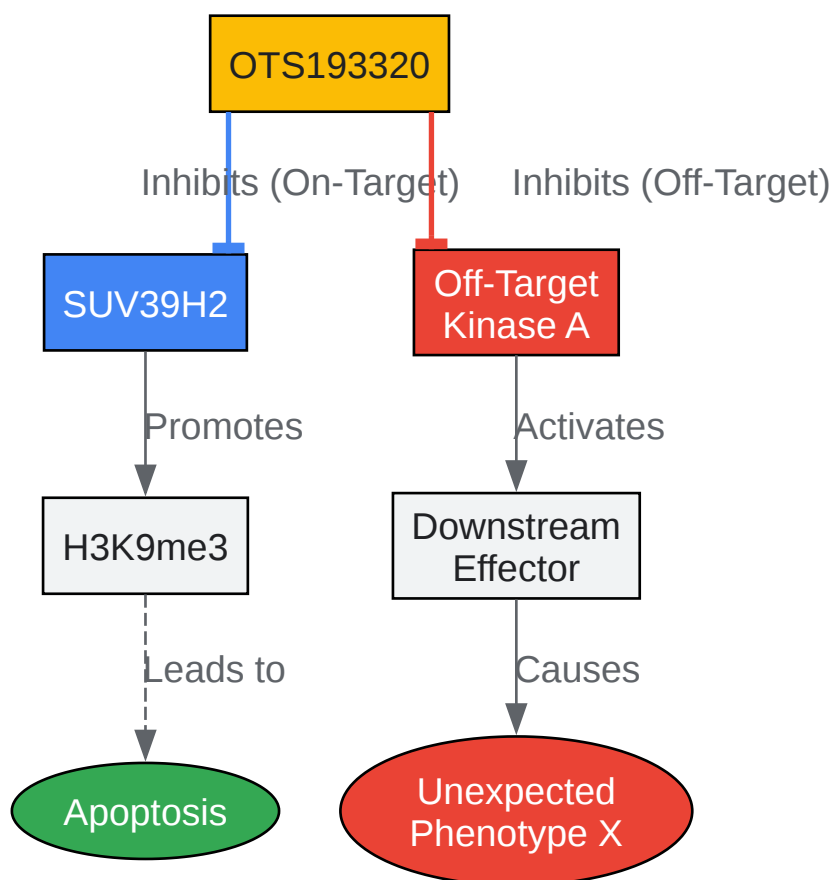 OTS193320
Inhibits (On-Target)
Inhibits (Off-Target)
SUV39H2
Off-Target
Kinase A
Promotes
Activates
H3K9me3
Downstream
Effector
Leads to
Causes
Apoptosis
Unexpected
Phenotype X